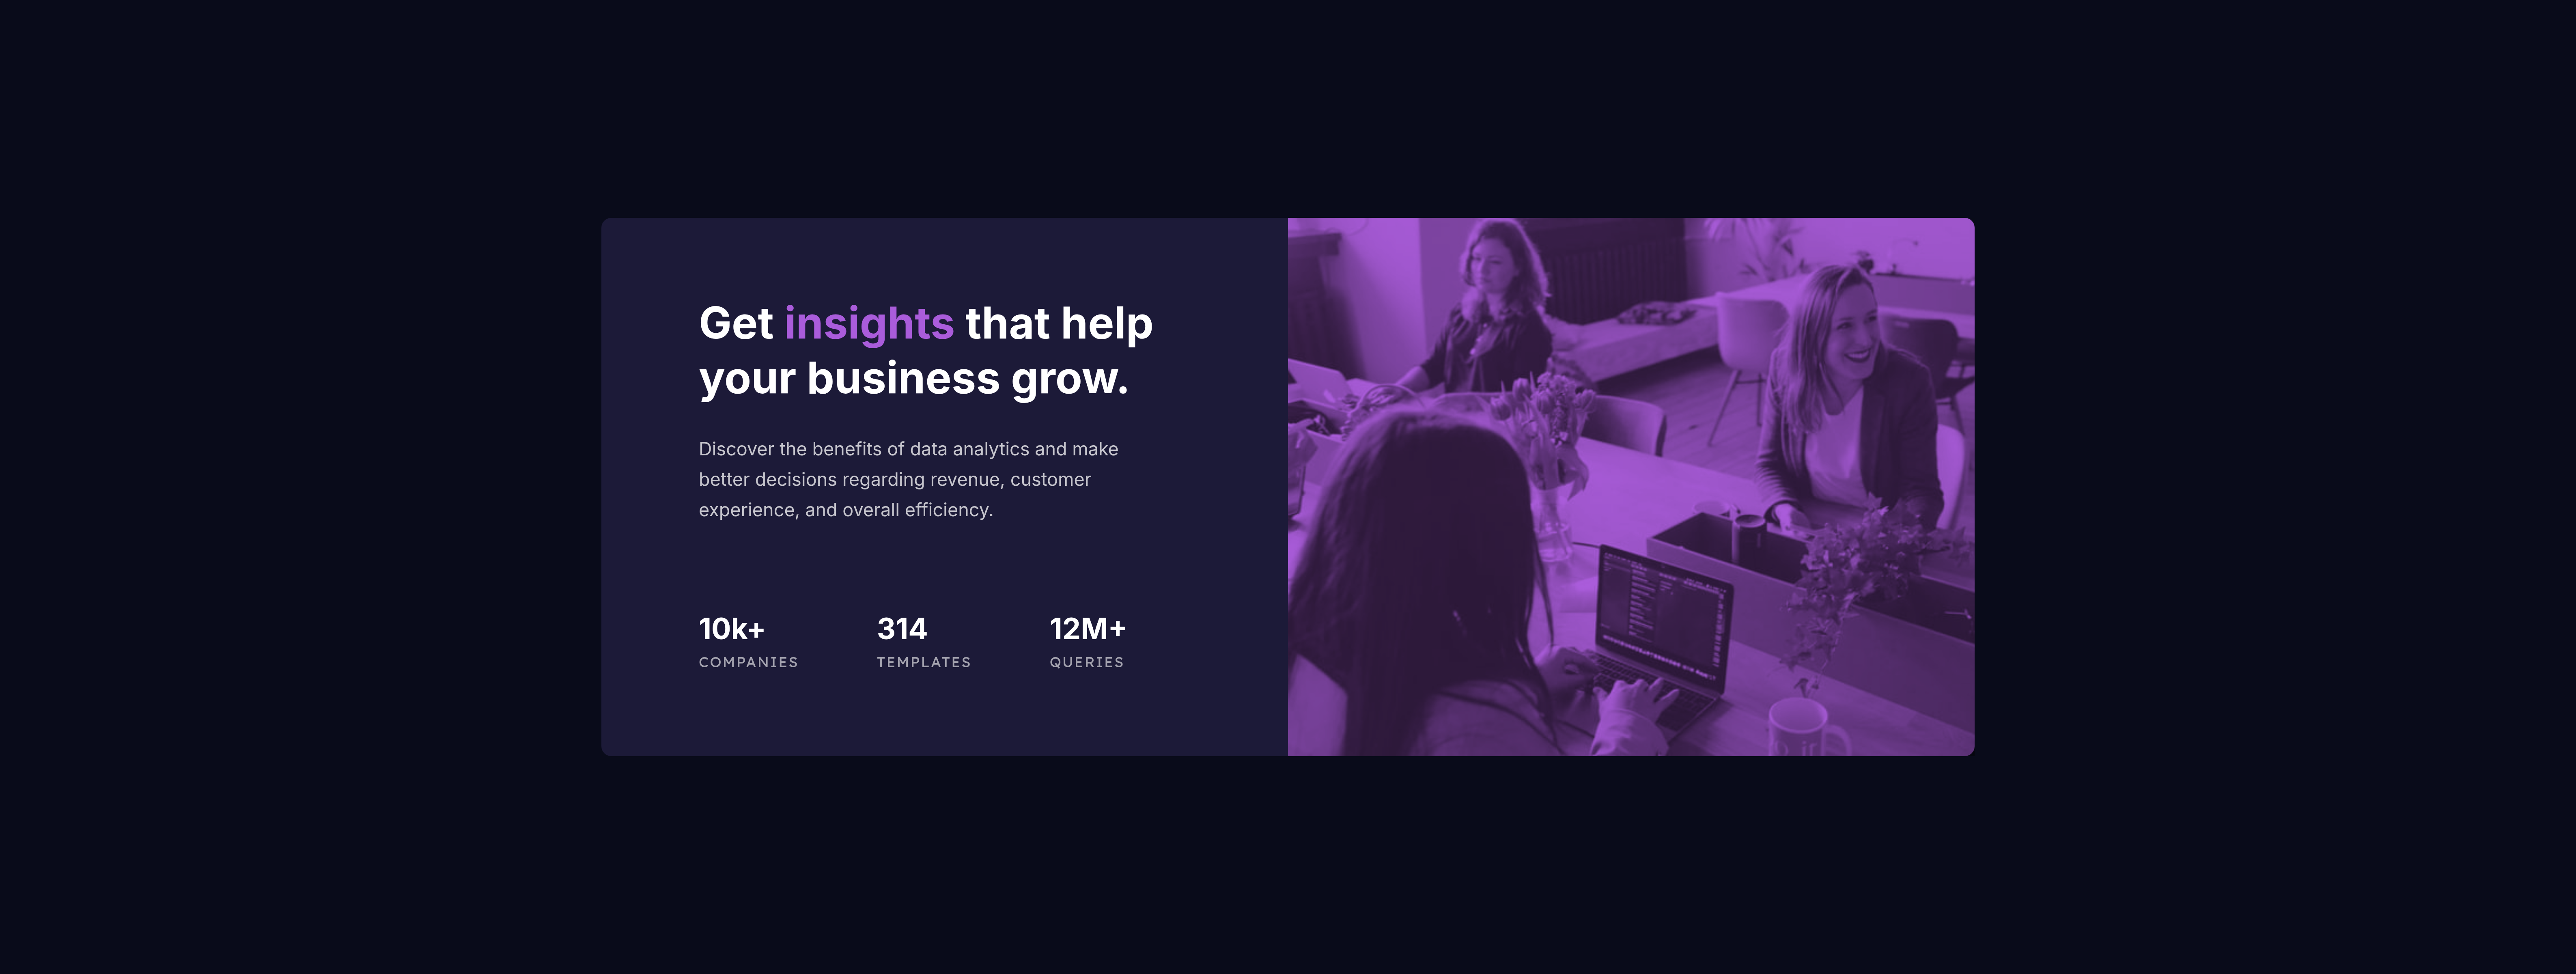 Get insights that help
your business grow.
Discover the benefits of data analytics and make
better decisions regarding revenue, customer
experience, and overall efficiency.
10k+ 314 12M+
COMPANIES TEMPLATES QUERIES